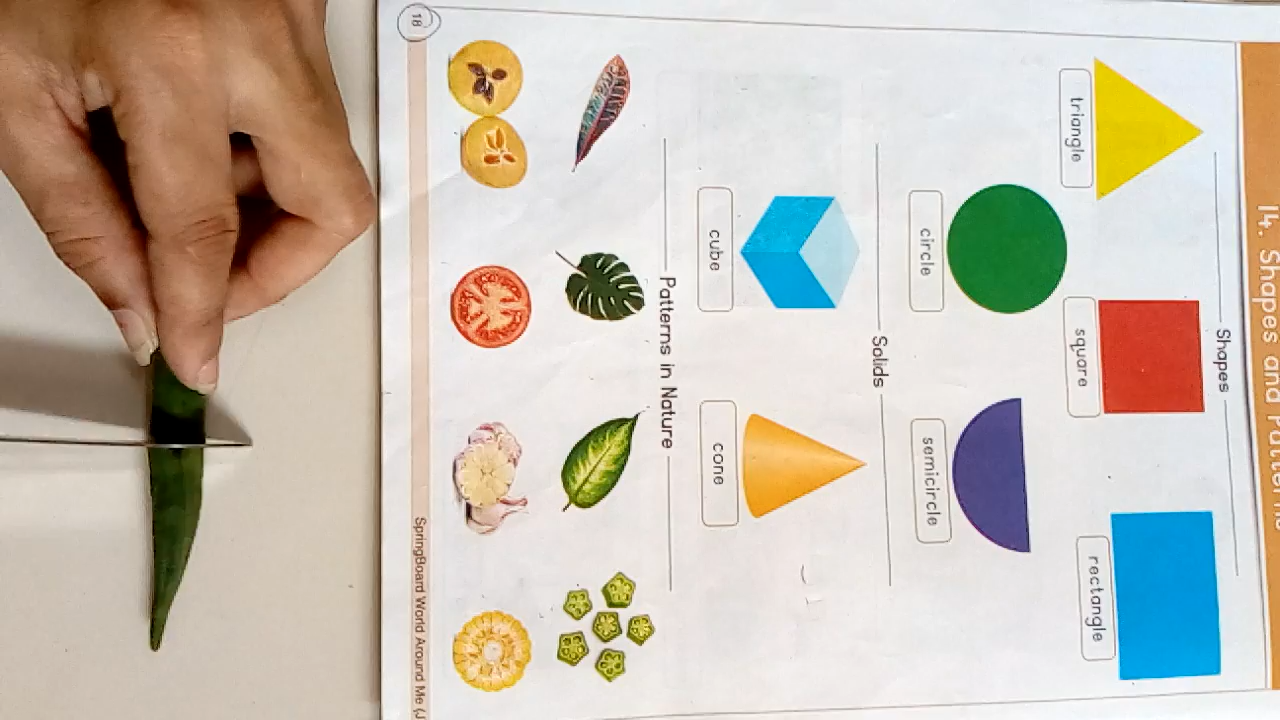 14. Shapes and Patterns
Shapes
triangle
square
rectangle
circle
semicircle
Solids
cube
cone
Patterns in Nature
18
SpringBoard World Around Me (J